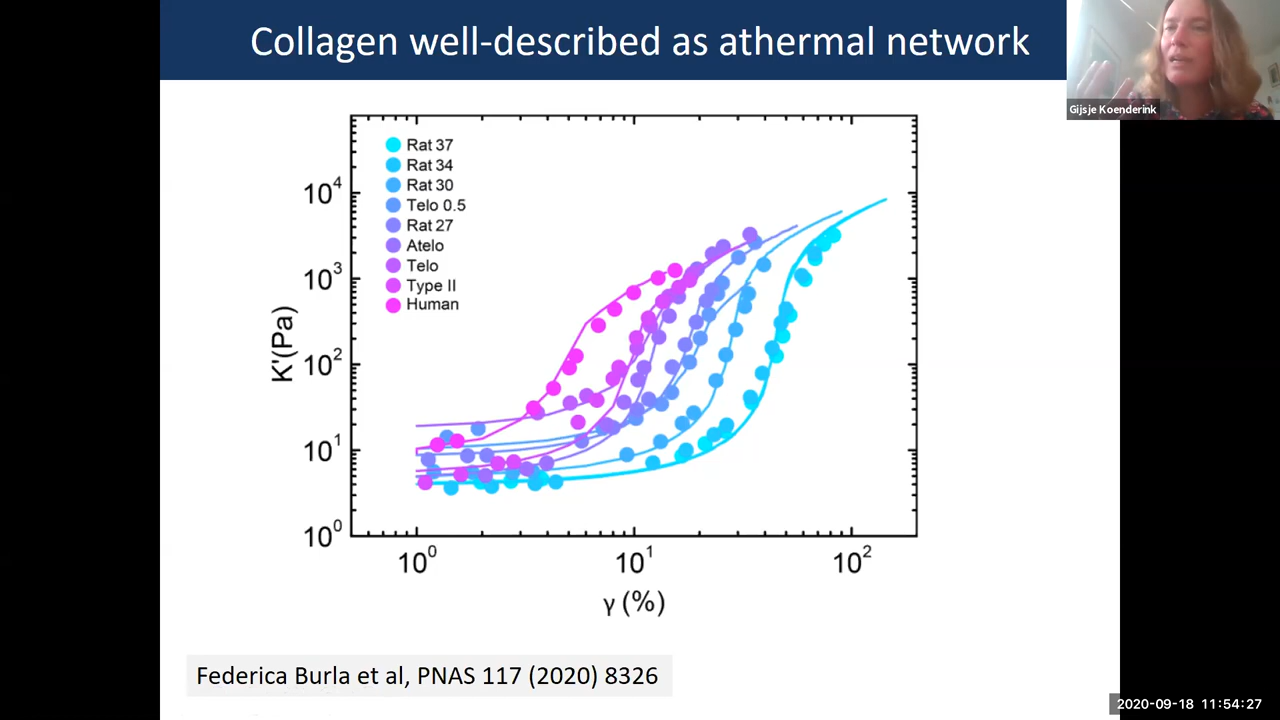 Collagen well-described as athermal network
Gijsje Koenderink
Rat 37
Rat 34
Rat 30
Telo 0.5
Rat 27
Atelo
Telo
Type II
Human
10⁴
10³
10²
10¹
10⁰
K'(Pa)
10⁰ 10¹ 10²
γ (%)
Federica Burla et al, PNAS 117 (2020) 8326
2020-09-18 11:54:27